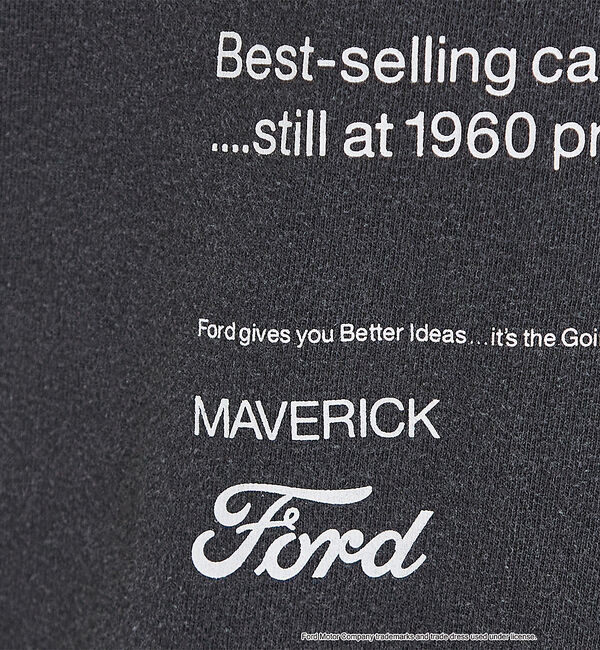 Best-selling ca
....still at 1960 pr
Ford gives you Better Ideas...it's the Goi
MAVERICK
Ford
Ford Motor Company trademarks and trade dress used under license.